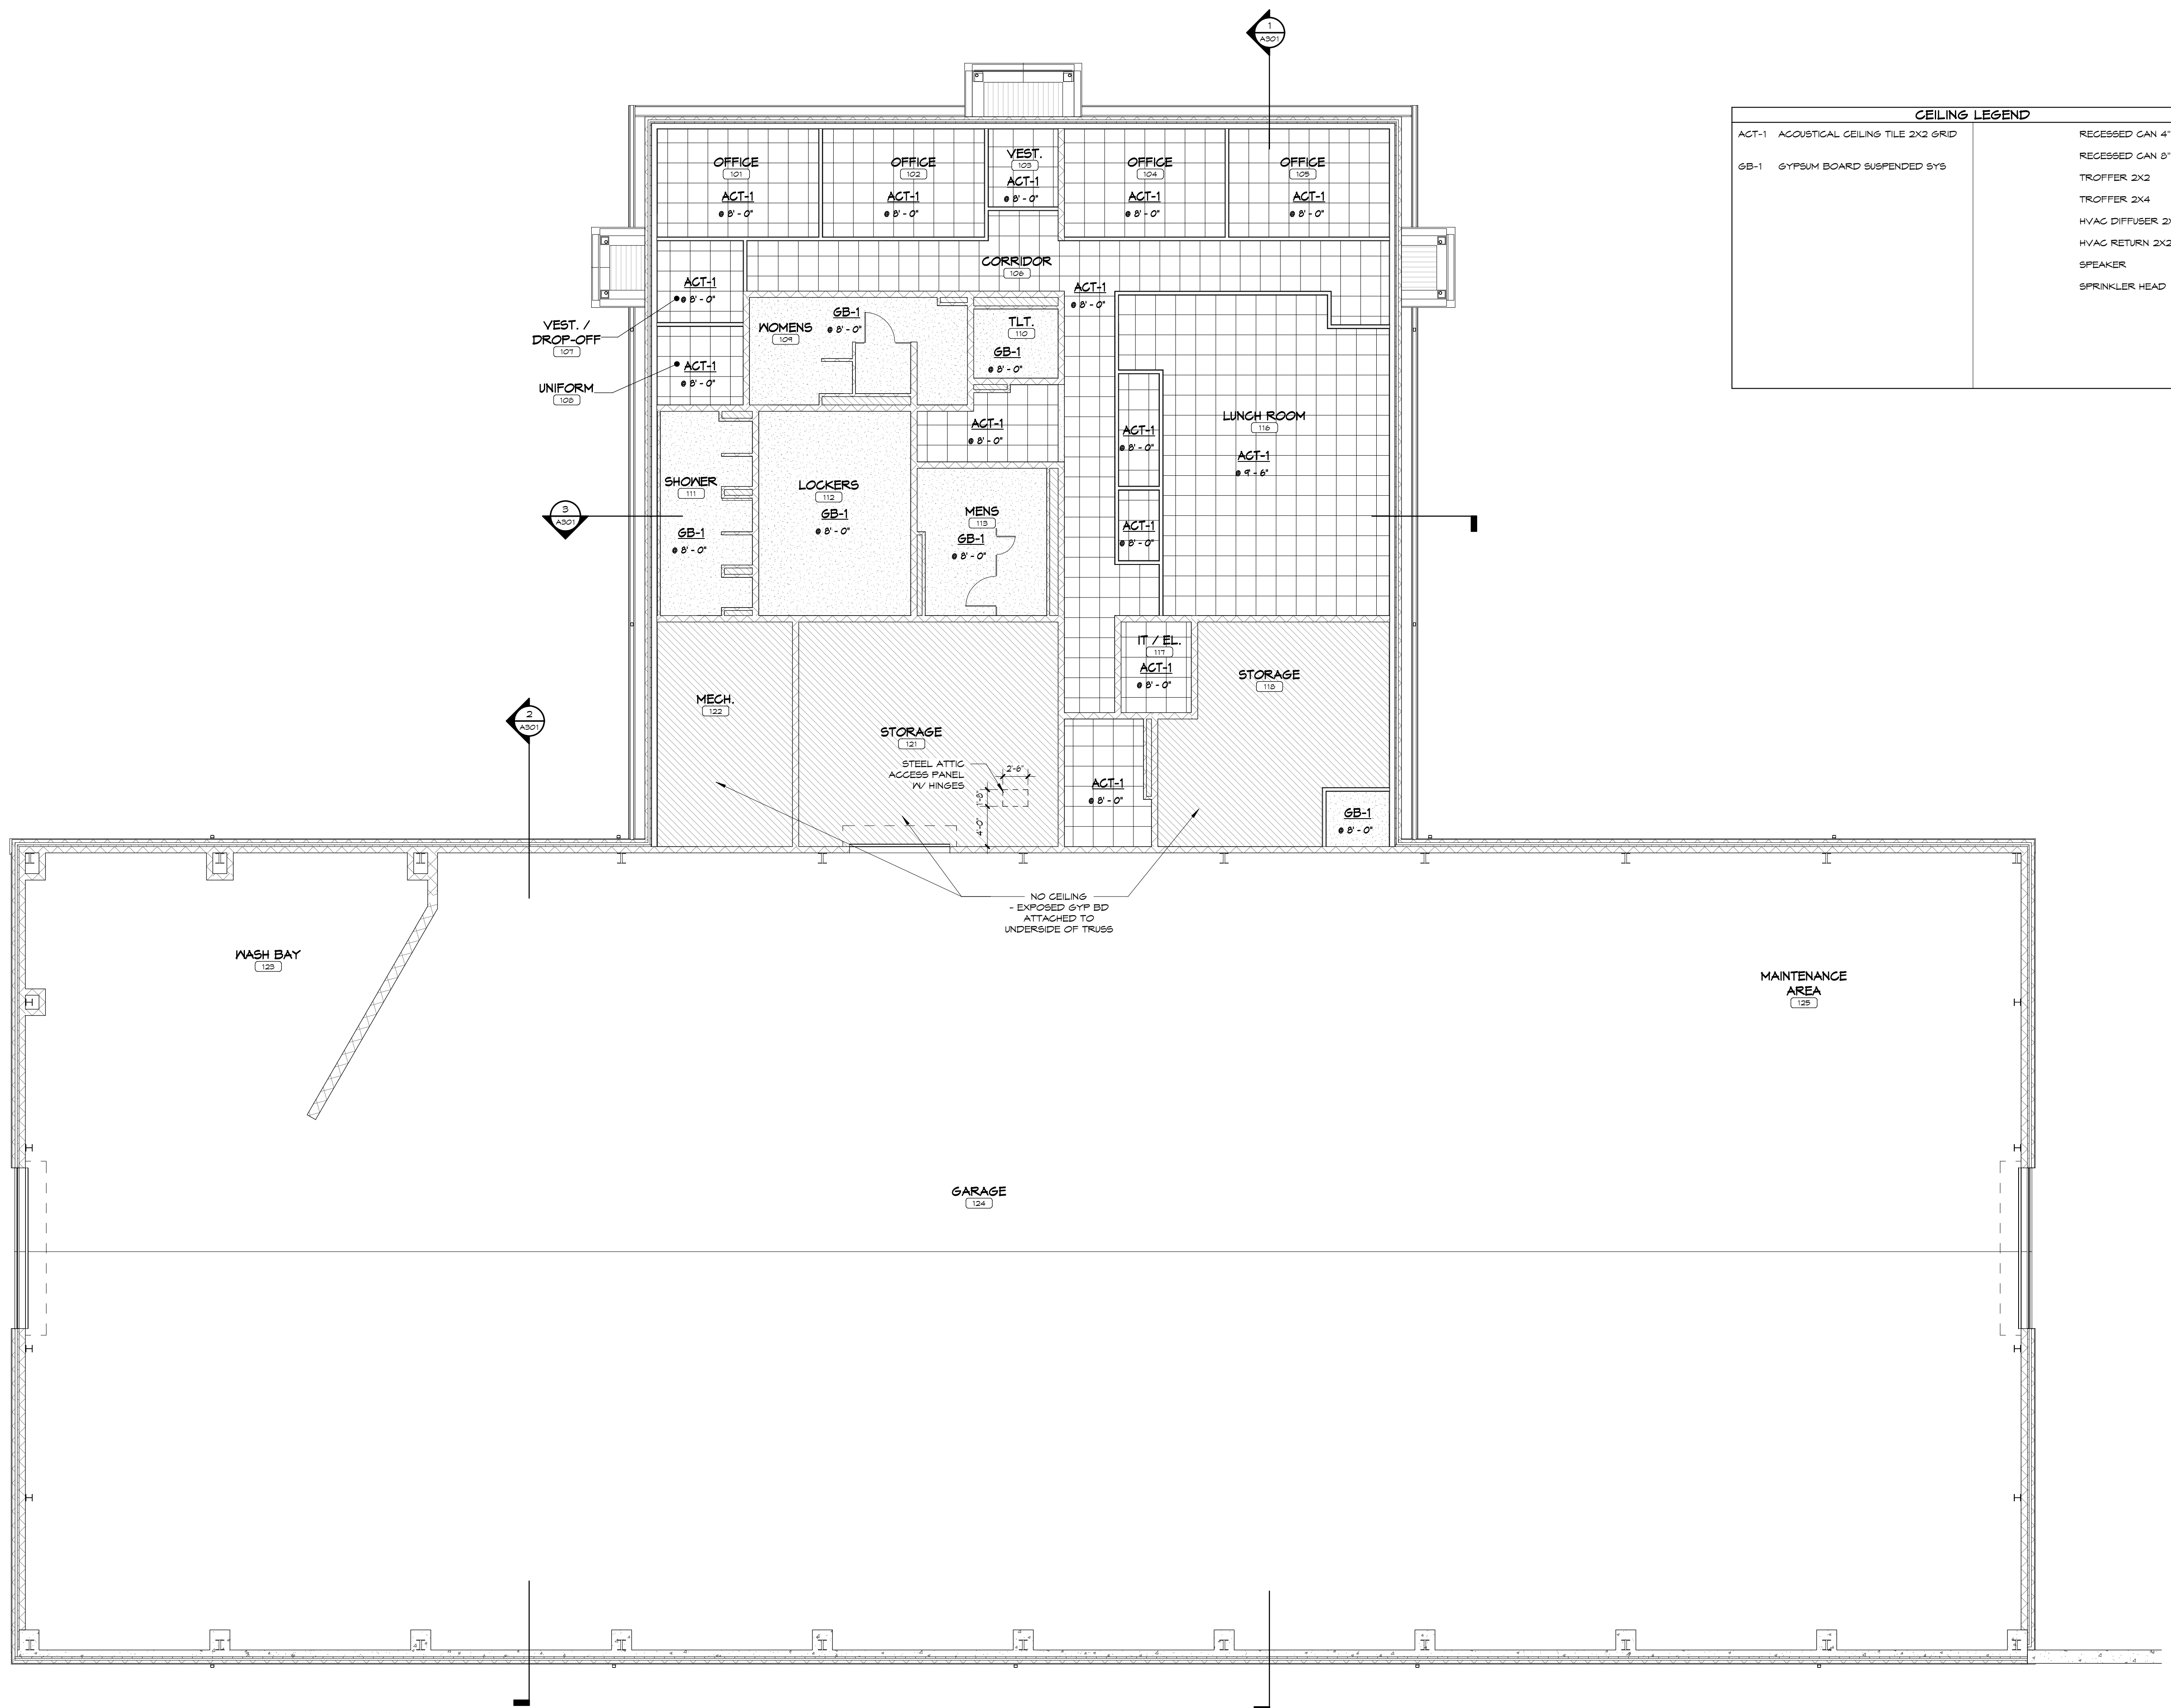 1
A301
CEILING LEGEND
ACT-1 ACOUSTICAL CEILING TILE 2X2 GRID
GB-1 GYPSUM BOARD SUSPENDED SYS
RECESSED CAN 4"
RECESSED CAN 8"
TROFFER 2X2
TROFFER 2X4
HVAC DIFFUSER
HVAC RETURN 2X2
SPEAKER
SPRINKLER HEAD
OFFICE
101
ACT-1
@ 8' - 0"
OFFICE
102
ACT-1
@ 8' - 0"
VEST.
103
ACT-1
@ 8' - 0"
OFFICE
104
ACT-1
@ 8' - 0"
OFFICE
105
ACT-1
@ 8' - 0"
CORRIDOR
106
ACT-1
@ 8' - 0"
ACT-1
@ 8' - 0"
VEST. /
DROP-OFF
107
ACT-1
@ 8' - 0"
UNIFORM
108
WOMENS
109
GB-1
@ 8' - 0"
TLT.
110
GB-1
@ 8' - 0"
ACT-1
@ 8' - 0"
ACT-1
@ 8' - 0"
LUNCH ROOM
116
ACT-1
@ 9' - 6"
SHOWER
111
GB-1
@ 8' - 0"
LOCKERS
112
GB-1
@ 8' - 0"
MENS
113
GB-1
@ 8' - 0"
ACT-1
@ 8' - 0"
3
A301
IT / EL.
117
ACT-1
@ 8' - 0"
STORAGE
118
MECH.
122
STORAGE
121
STEEL ATTIC
ACCESS PANEL
W/ HINGES
2'-6"
1'-8"
4'-0"
ACT-1
@ 8' - 0"
GB-1
@ 8' - 0"
2
A301
NO CEILING
- EXPOSED GYP BD
ATTACHED TO
UNDERSIDE OF TRUSS
WASH BAY
123
MAINTENANCE
AREA
125
GARAGE
124